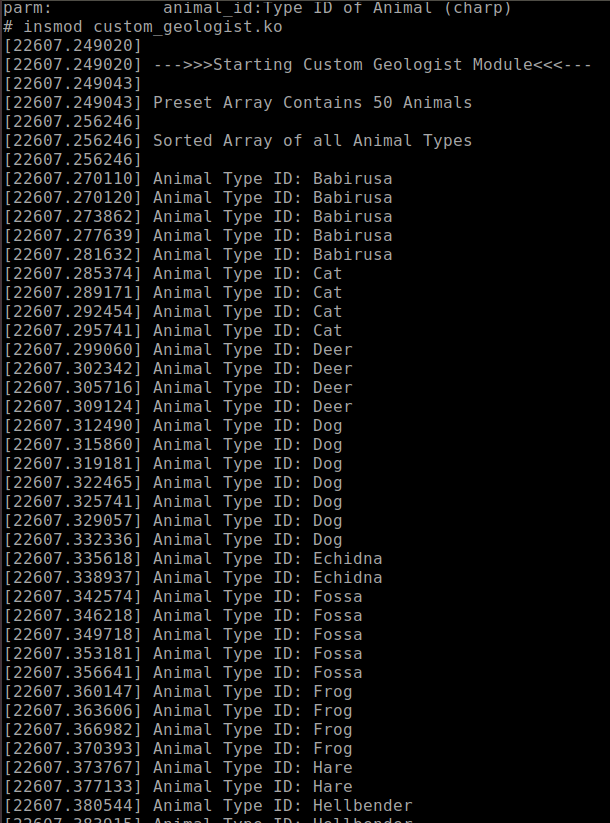 parm:           animal_id:Type ID of Animal (charp)
# insmod custom_geologist.ko
[22607.249020]
[22607.249020] --->>>Starting Custom Geologist Module<<<---
[22607.249043]
[22607.249043] Preset Array Contains 50 Animals
[22607.256246]
[22607.256246] Sorted Array of all Animal Types
[22607.256246]
[22607.270110] Animal Type ID: Babirusa
[22607.270120] Animal Type ID: Babirusa
[22607.273862] Animal Type ID: Babirusa
[22607.277639] Animal Type ID: Babirusa
[22607.281632] Animal Type ID: Babirusa
[22607.285374] Animal Type ID: Cat
[22607.289171] Animal Type ID: Cat
[22607.292454] Animal Type ID: Cat
[22607.295741] Animal Type ID: Cat
[22607.299060] Animal Type ID: Deer
[22607.302342] Animal Type ID: Deer
[22607.305716] Animal Type ID: Deer
[22607.309124] Animal Type ID: Deer
[22607.312490] Animal Type ID: Dog
[22607.315860] Animal Type ID: Dog
[22607.319181] Animal Type ID: Dog
[22607.322465] Animal Type ID: Dog
[22607.325741] Animal Type ID: Dog
[22607.329057] Animal Type ID: Dog
[22607.332336] Animal Type ID: Dog
[22607.335618] Animal Type ID: Echidna
[22607.338937] Animal Type ID: Echidna
[22607.342574] Animal Type ID: Fossa
[22607.346218] Animal Type ID: Fossa
[22607.349718] Animal Type ID: Fossa
[22607.353181] Animal Type ID: Fossa
[22607.356641] Animal Type ID: Fossa
[22607.360147] Animal Type ID: Frog
[22607.363606] Animal Type ID: Frog
[22607.366982] Animal Type ID: Frog
[22607.370393] Animal Type ID: Frog
[22607.373767] Animal Type ID: Hare
[22607.377133] Animal Type ID: Hare
[22607.380544] Animal Type ID: Hellbender
[22607.383915] Animal Type ID: Hellbender